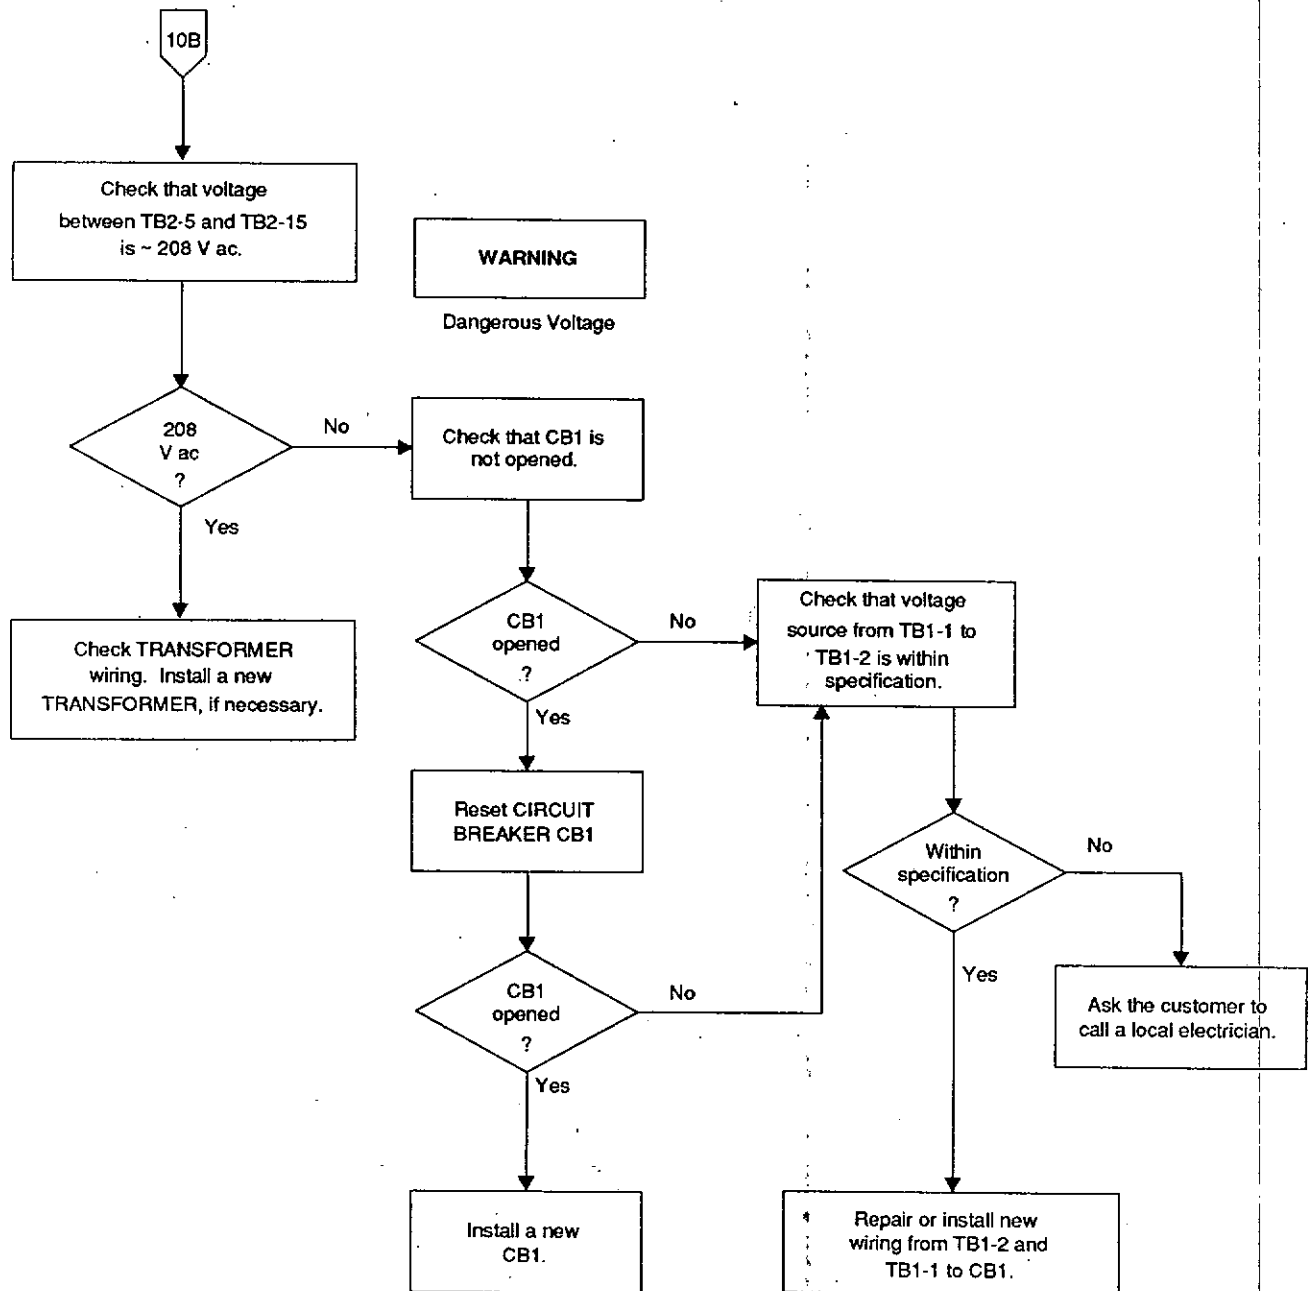 10B
Check that voltage
between TB2-5 and TB2-15
is ~ 208 V ac.
WARNING
Dangerous Voltage
208
V ac
?
No
Yes
Check that CB1 is
not opened.
Check TRANSFORMER
wiring. Install a new
TRANSFORMER, if necessary.
CB1
opened
?
No
Yes
Check that voltage
source from TB1-1 to
TB1-2 is within
specification.
Reset CIRCUIT
BREAKER CB1
Within
specification
?
No
Yes
CB1
opened
?
No
Yes
Ask the customer to
call a local electrician.
Install a new
CB1.
Repair or install new
wiring from TB1-2 and
TB1-1 to CB1.